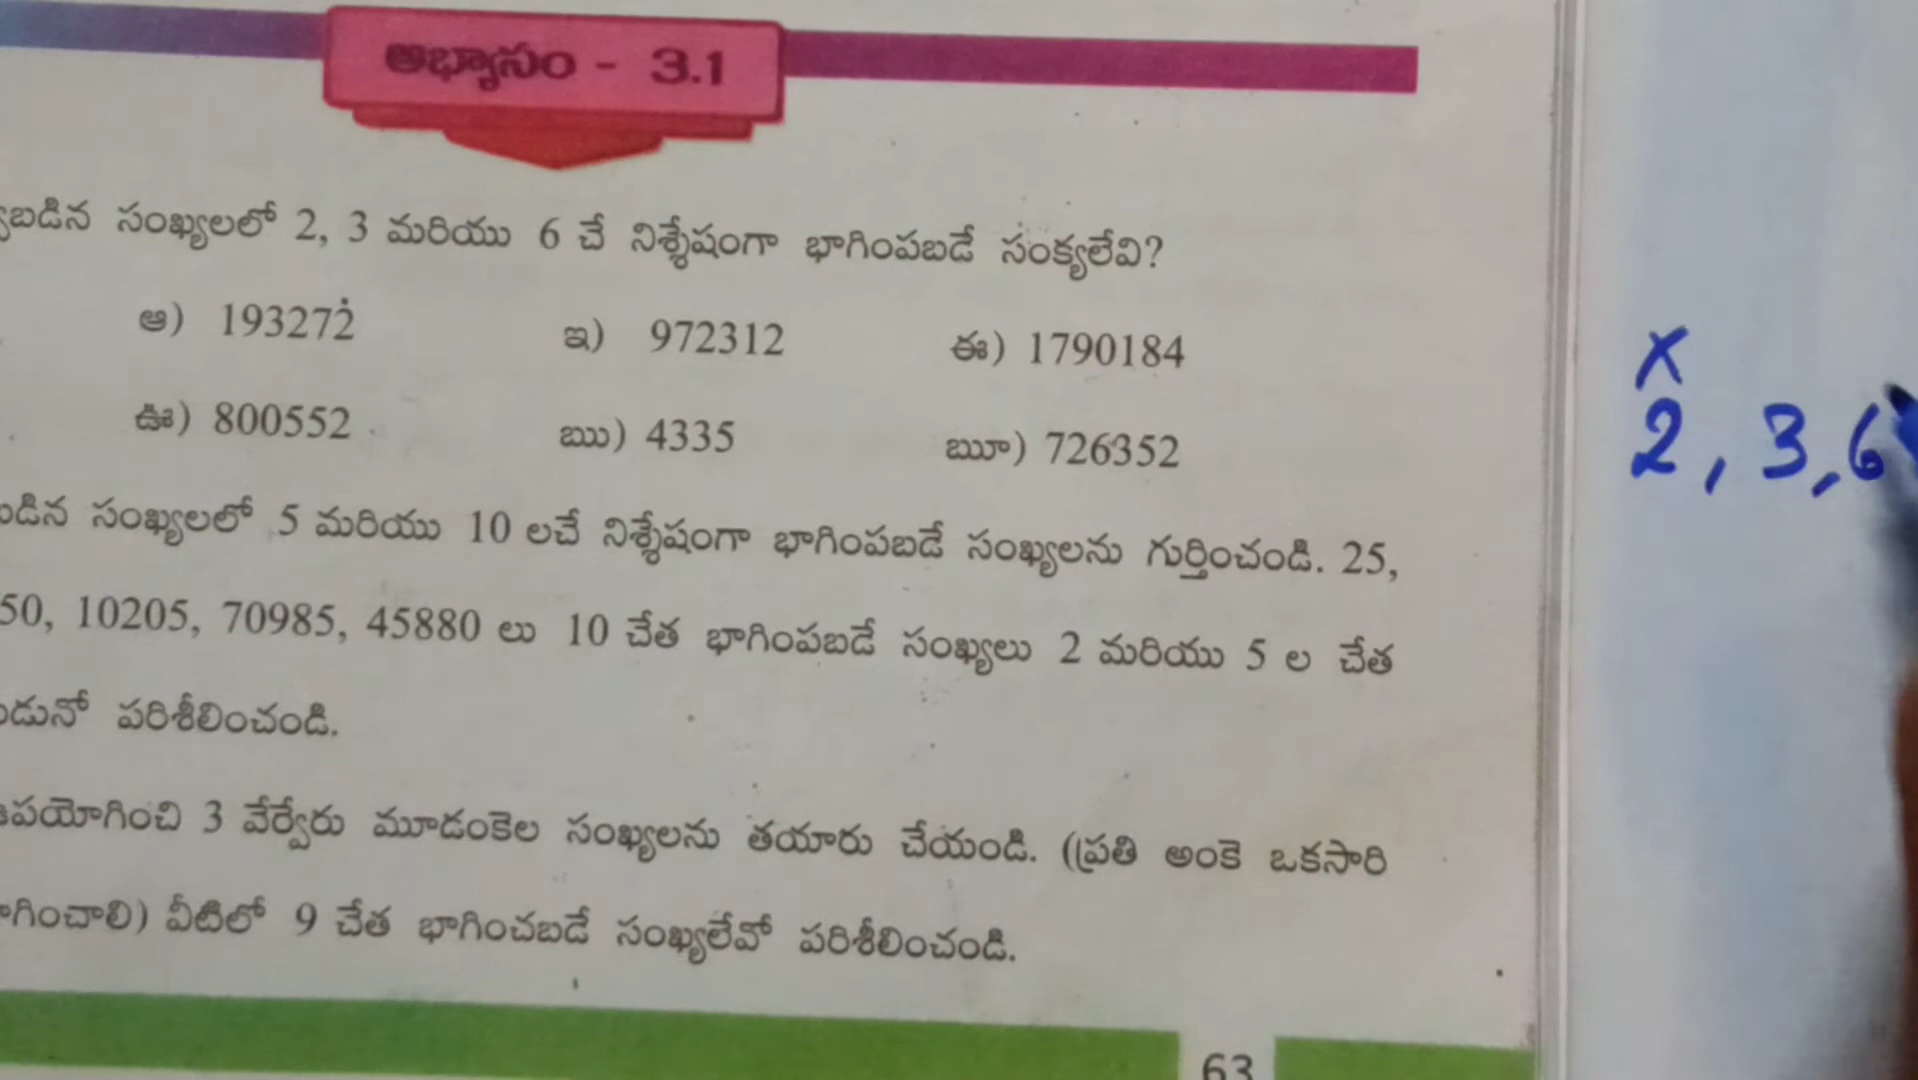 అభ్యాసం - 3.1
సంఖ్యలలో 2, 3 మరియు 6 చే నిశ్శేషంగా భాగింపబడే సంక్యలేవి?
ఆ) 193272 ఇ) 972312 ఈ) 1790184
x
ఊ) 800552 ఋ) 4335 ౠ) 726352
2, 3, 6
సంఖ్యలలో 5 మరియు 10 లచే నిశ్శేషంగా భాగింపబడే సంఖ్యలను గుర్తించండి. 25,
50, 10205, 70985, 45880 లు 10 చేత భాగింపబడే సంఖ్యలు 2 మరియు 5 ల చేత
పరిశీలించండి.
3 వేర్వేరు మూడంకెల సంఖ్యలను తయారు చేయండి. (ప్రతి అంకె ఒకసారి
వీటిలో 9 చేత భాగించబడే సంఖ్యలేవో పరిశీలించండి.
63